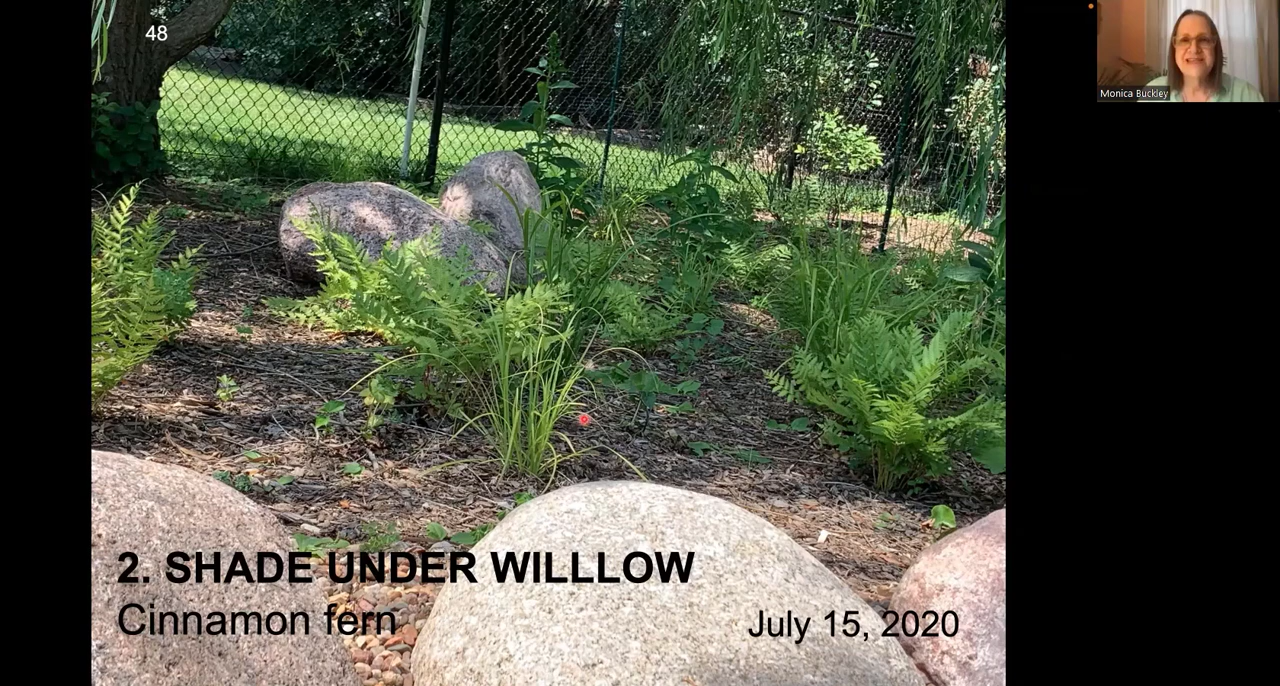 48
Monica Buckley
2. SHADE UNDER WILLLOW
Cinnamon fern
July 15, 2020